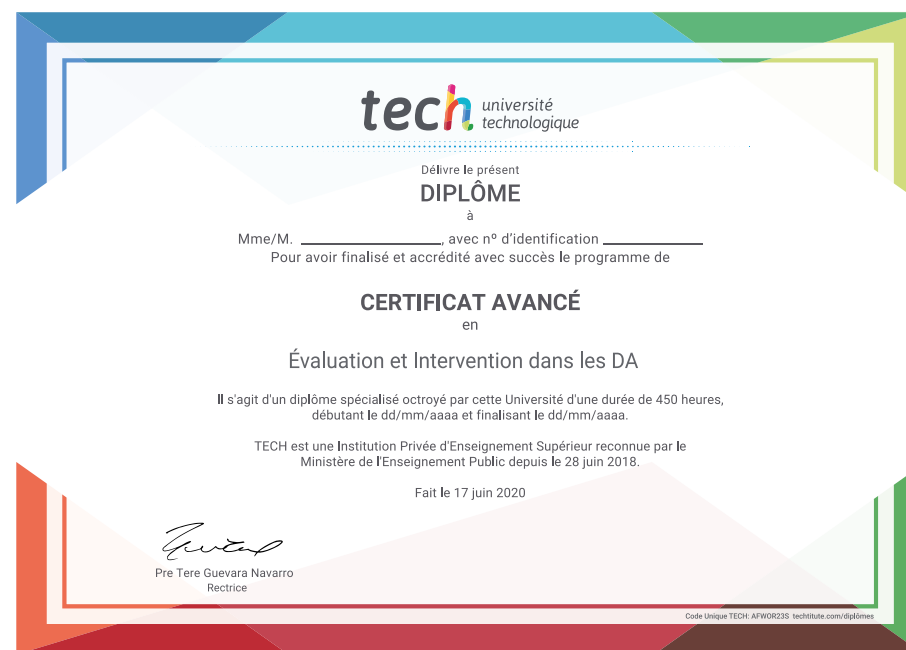 tech université
technologique
Délivre le présent
DIPLÔME
à
Mme/M. ____________________, avec nº d'identification ______________
Pour avoir finalisé et accrédité avec succès le programme de
CERTIFICAT AVANCÉ
en
Évaluation et Intervention dans les DA
Il s'agit d'un diplôme spécialisé octroyé par cette Université d'une durée de 450 heures,
débutant le dd/mm/aaaa et finalisant le dd/mm/aaaa.
TECH est une Institution Privée d'Enseignement Supérieur reconnue par le
Ministère de l'Enseignement Public depuis le 28 juin 2018.
Fait le 17 juin 2020
Pre Tere Guevara Navarro
Rectrice
Code Unique TECH: AFWOR23S techtitute.com/diplômes